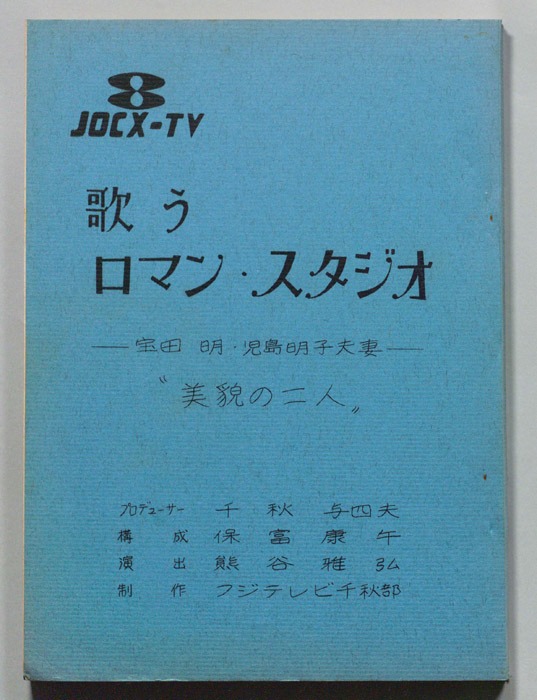 8
JOCX-TV
歌う
ロマン・スタジオ
——宝田 明・児島明子夫妻——
〝美貌の二人〟
プロデューサー 千秋 与四夫
構成 保富康午
演出 熊谷雅弘
制作 フジテレビ千秋部